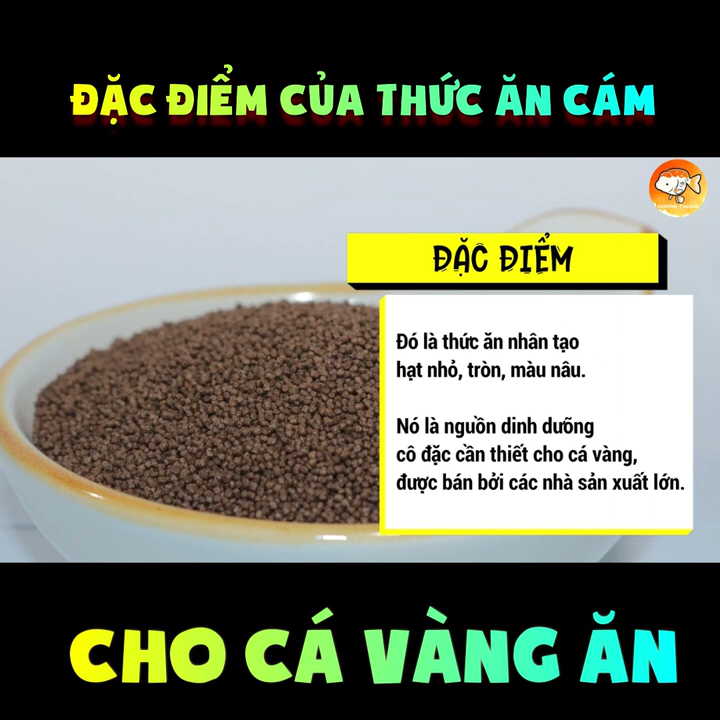 ĐẶC ĐIỂM CỦA THỨC ĂN CÁM
ĐẶC ĐIỂM
Đó là thức ăn nhân tạo
hạt nhỏ, tròn, màu nâu.
Nó là nguồn dinh dưỡng
cô đặc cần thiết cho cá vàng,
được bán bởi các nhà sản xuất lớn.
CHO CÁ VÀNG ĂN